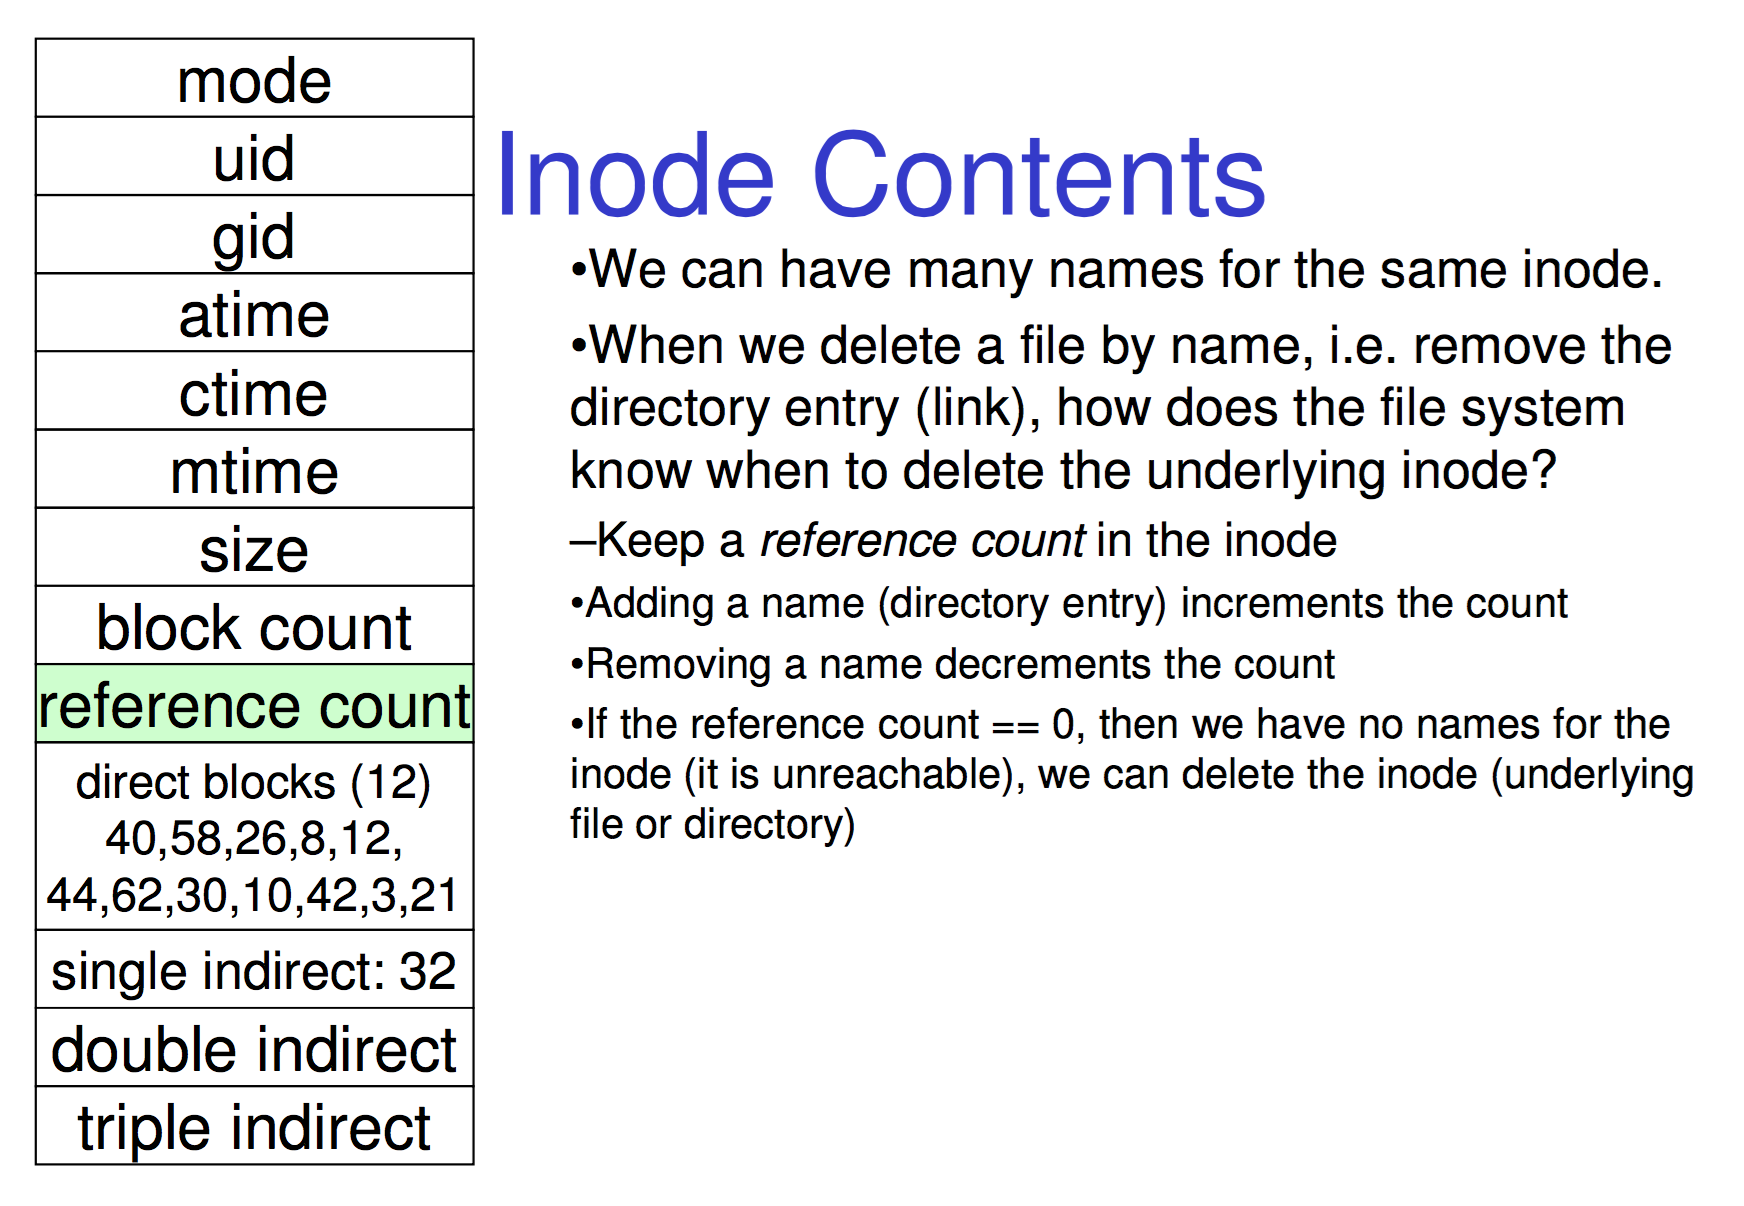 mode
uid
gid
atime
ctime
mtime
size
block count
reference count
direct blocks (12)
40,58,26,8,12,
44,62,30,10,42,3,21
single indirect: 32
double indirect
triple indirect
Inode Contents
•We can have many names for the same inode.
•When we delete a file by name, i.e. remove the
directory entry (link), how does the file system
know when to delete the underlying inode?
–Keep a reference count in the inode
•Adding a name (directory entry) increments the count
•Removing a name decrements the count
•If the reference count == 0, then we have no names for the
inode (it is unreachable), we can delete the inode (underlying
file or directory)